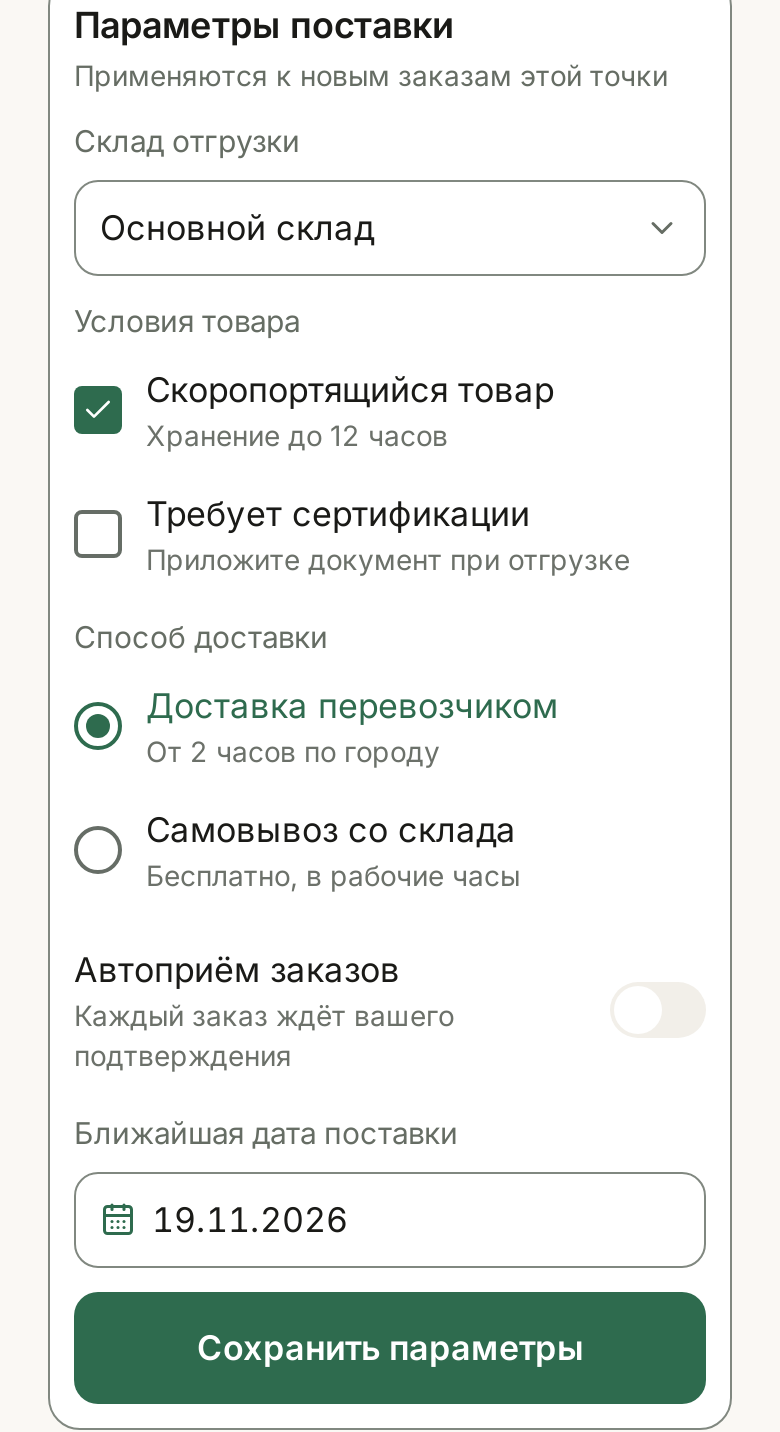 Параметры поставки
Применяются к новым заказам этой точки
Склад отгрузки
Основной склад
Условия товара
Скоропортящийся товар
Хранение до 12 часов
Требует сертификации
Приложите документ при отгрузке
Способ доставки
Доставка перевозчиком
От 2 часов по городу
Самовывоз со склада
Бесплатно, в рабочие часы
Автоприём заказов
Каждый заказ ждёт вашего
подтверждения
Ближайшая дата поставки
19.11.2026
Сохранить параметры